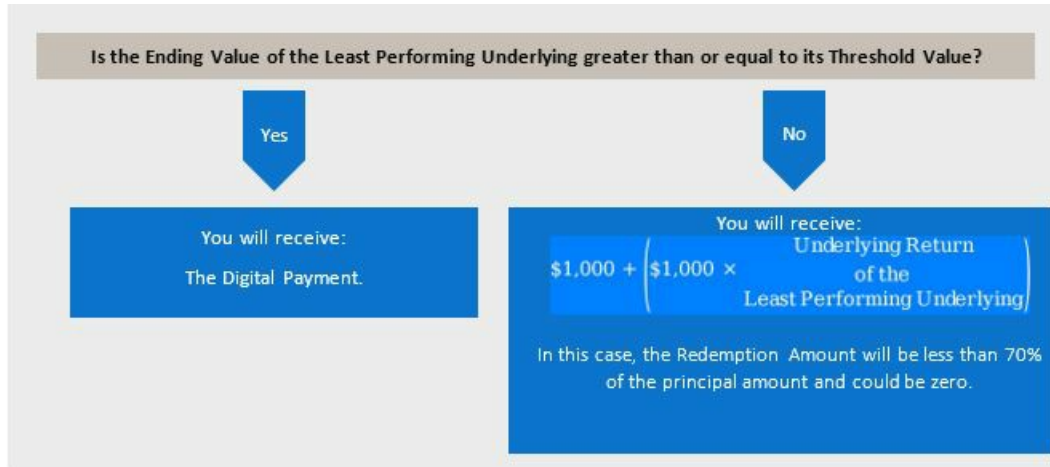 Is the Ending Value of the Least Performing Underlying greater than or equal to its Threshold Value?
Yes
No
You will receive:
The Digital Payment.
You will receive:
Underlying Return
$1,000 + ($1,000 × of the
Least Performing Underlying)
In this case, the Redemption Amount will be less than 70%
of the principal amount and could be zero.